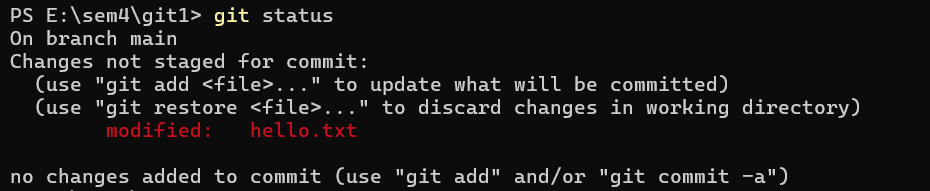 PS E:\sem4\git1> git status
On branch main
Changes not staged for commit:
  (use "git add <file>..." to update what will be committed)
  (use "git restore <file>..." to discard changes in working directory)
        modified:   hello.txt

no changes added to commit (use "git add" and/or "git commit -a")